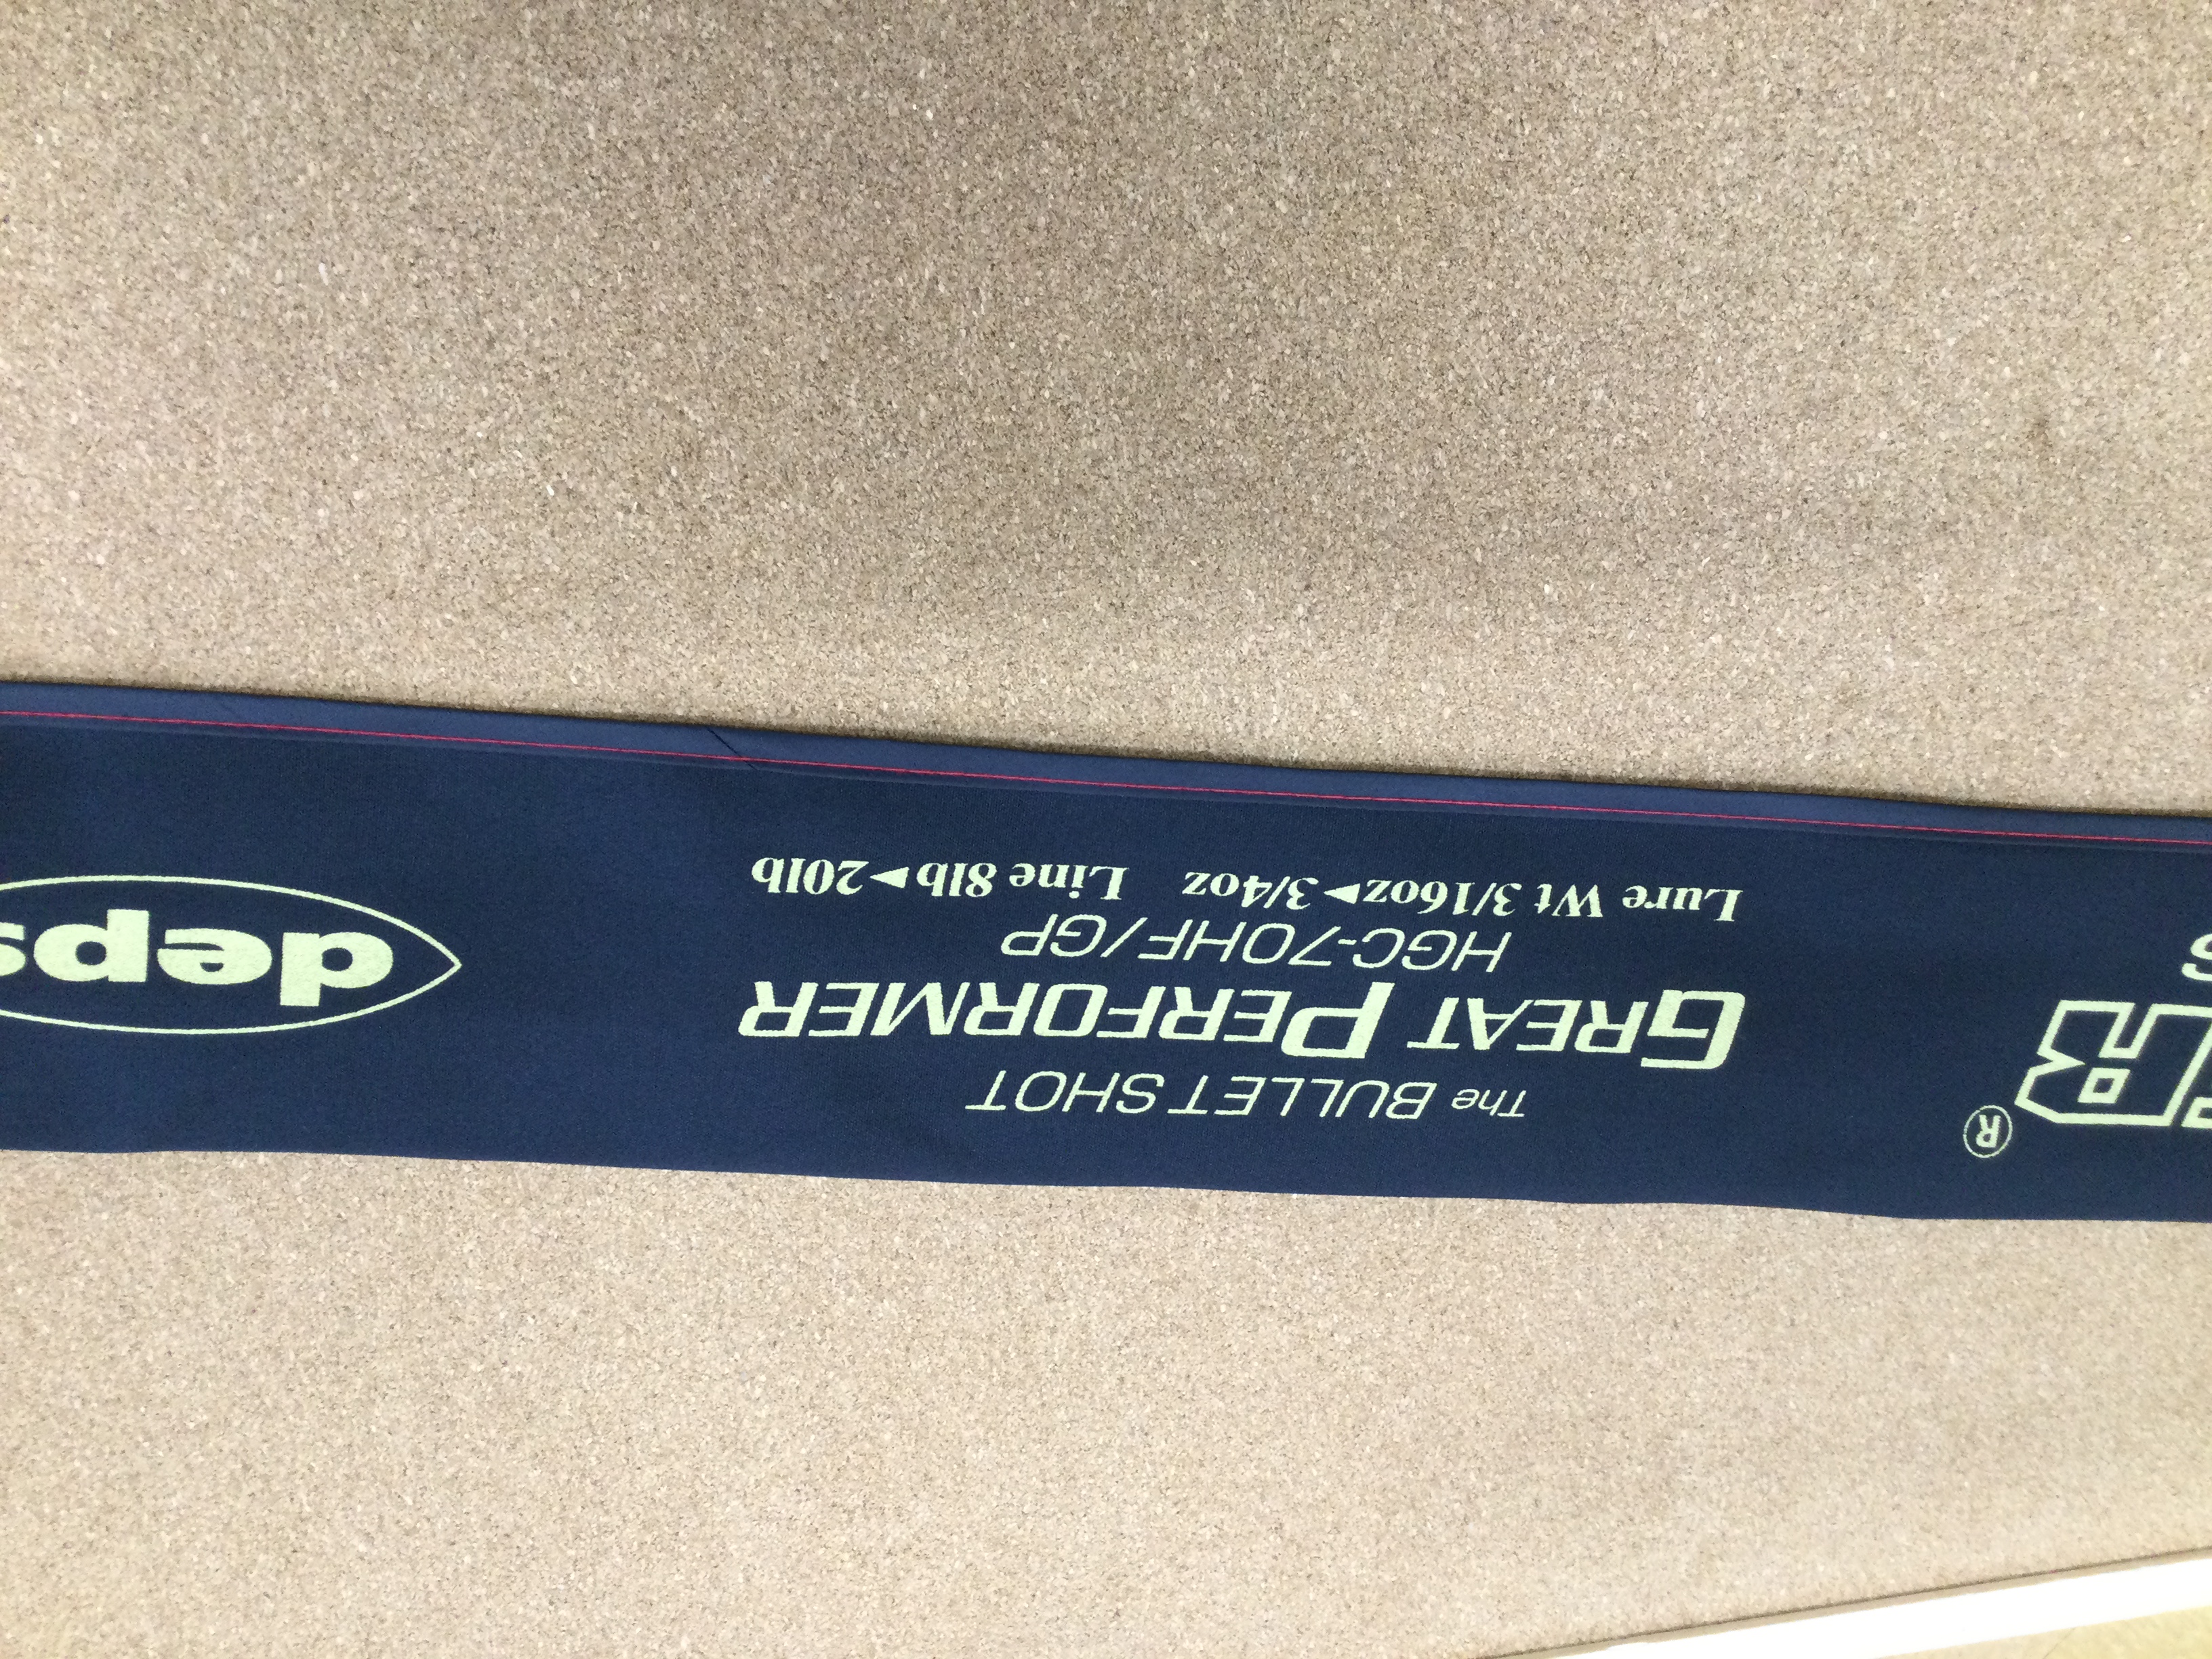 ®
The BULLET SHOT
GREAT PERFORMER
HGC-70HF/GP
Lure Wt 3/16oz▶3/4oz Line 8lb▶20lb
deps